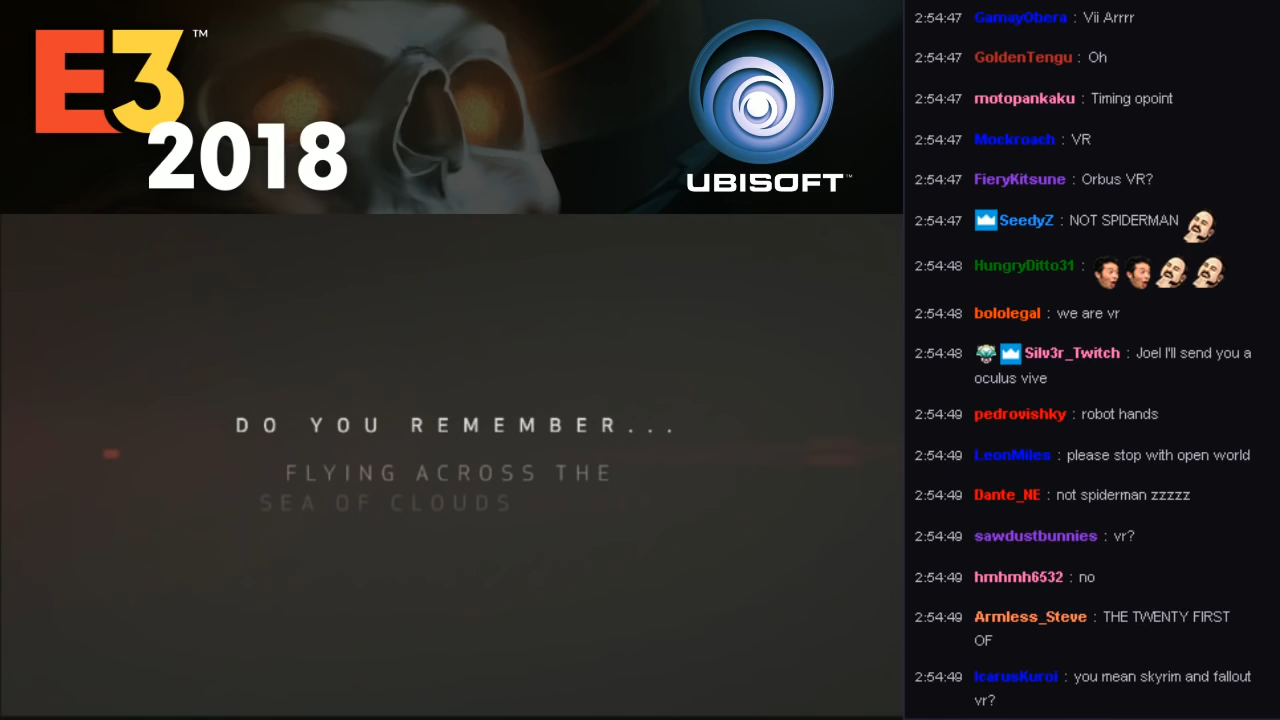 E3™
2018
UBISOFT™
DO YOU REMEMBER...
FLYING ACROSS THE
SEA OF CLOUDS
2:54:47 GamayObera : Vii Arrrr
2:54:47 GoldenTengu : Oh
2:54:47 motopankaku : Timing opoint
2:54:47 Mockroach : VR
2:54:47 FieryKitsune : Orbus VR?
2:54:47 SeedyZ : NOT SPIDERMAN
2:54:48 HungryDitto31 :
2:54:48 bololegal : we are vr
2:54:48 Silv3r_Twitch : Joel I'll send you a
oculus vive
2:54:49 pedrovishky : robot hands
2:54:49 LeonMiles : please stop with open world
2:54:49 Dante_NE : not spiderman zzzzz
2:54:49 sawdustbunnies : vr?
2:54:49 hmhmh6532 : no
2:54:49 Armless_Steve : THE TWENTY FIRST
OF
2:54:49 IcarusKuroi : you mean skyrim and fallout
vr?